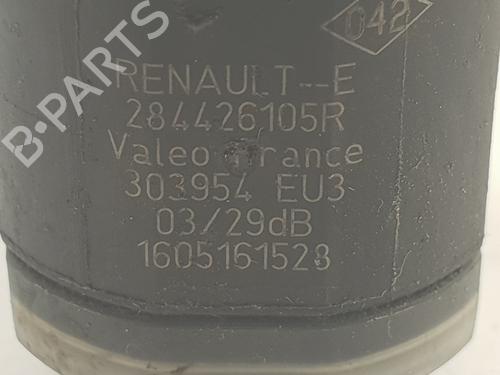 042
RENAULT--E
284426105R
Valeo France
303954 EU3
03/29dB
1605161528
B-PARTS